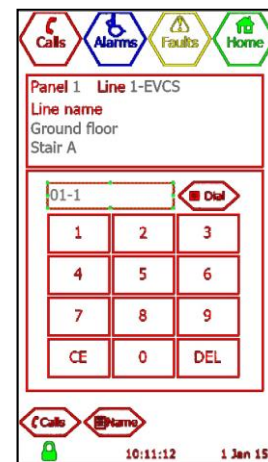 Calls Alarms Faults Home
Panel 1 Line 1-EVCS
Line name
Ground floor
Stair A
01-1 Dial
1 2 3
4 5 6
7 8 9
CE 0 DEL
Calls Name
10:11:12 1 Jan 15